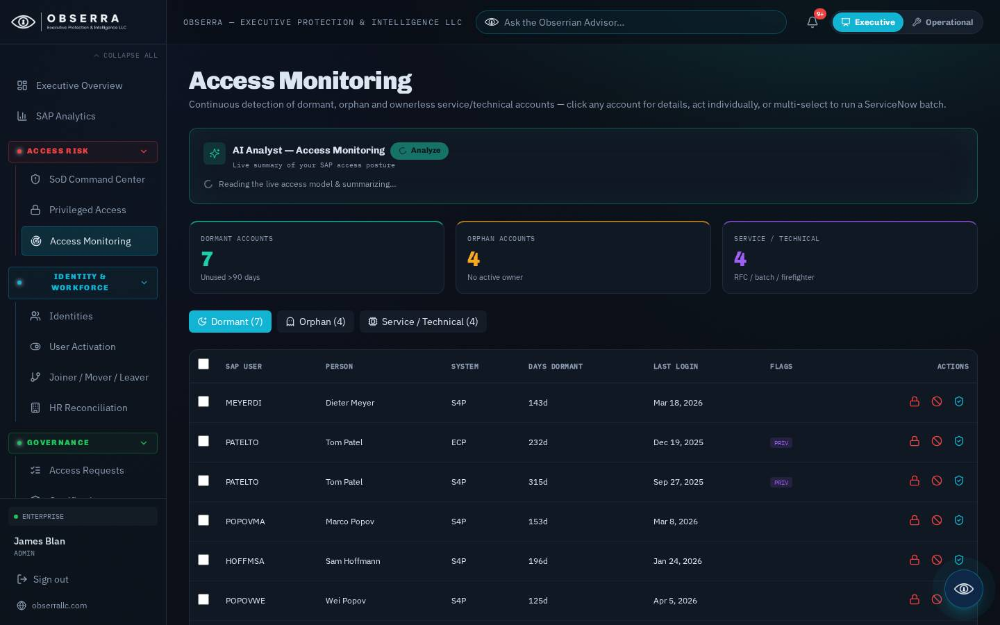 OBSERRA
Executive Protection & Intelligence LLC
OBSERRA — EXECUTIVE PROTECTION & INTELLIGENCE LLC
Ask the Obserrian Advisor...
9+
Executive
Operational
COLLAPSE ALL
Executive Overview
SAP Analytics
ACCESS RISK
SoD Command Center
Privileged Access
Access Monitoring
IDENTITY &
WORKFORCE
Identities
User Activation
Joiner / Mover / Leaver
HR Reconciliation
GOVERNANCE
Access Requests
ENTERPRISE
James Blan
ADMIN
Sign out
obserrallc.com
Access Monitoring
Continuous detection of dormant, orphan and ownerless service/technical accounts — click any account for details, act individually, or multi-select to run a ServiceNow batch.
AI Analyst — Access Monitoring
Analyze
Live summary of your SAP access posture
Reading the live access model & summarizing...
DORMANT ACCOUNTS
7
Unused >90 days
ORPHAN ACCOUNTS
4
No active owner
SERVICE / TECHNICAL
4
RFC / batch / firefighter
Dormant (7)
Orphan (4)
Service / Technical (4)
SAP USER PERSON SYSTEM DAYS DORMANT LAST LOGIN FLAGS ACTIONS
MEYERDI Dieter Meyer S4P 143d Mar 18, 2026
PATELTO Tom Patel ECP 232d Dec 19, 2025 PRIV
PATELTO Tom Patel S4P 315d Sep 27, 2025 PRIV
POPOVMA Marco Popov S4P 153d Mar 8, 2026
HOFFMSA Sam Hoffmann S4P 196d Jan 24, 2026
POPOVWE Wei Popov S4P 125d Apr 5, 2026